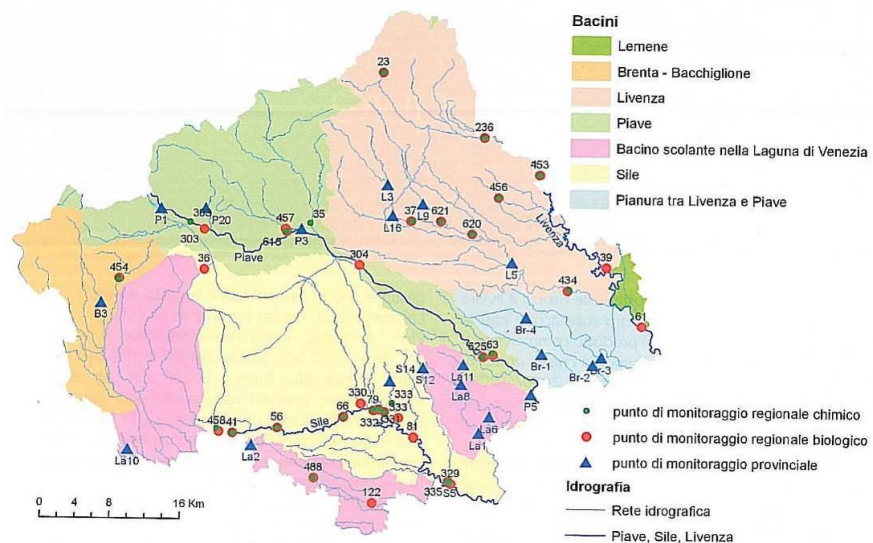 Bacini
Lemene
Brenta - Bacchiglione
Livenza
Piave
Bacino scolante nella Laguna di Venezia
Sile
Pianura tra Livenza e Piave
23
236
453
456
L3
L9
L16
37
621
620
Livenza
P1
P20
303
457
35
615
P3
Piave
36
304
L5
39
434
61
454
B3
Br-4
Br-1
Br-2
Br-3
625
63
S14
S12
La11
La8
P5
330
79
333
333
332
66
Sile
56
41
458
81
La6
La1
La10
La2
488
122
329
335
S5
punto di monitoraggio regionale chimico
punto di monitoraggio regionale biologico
punto di monitoraggio provinciale
Idrografia
Rete idrografica
Piave, Sile, Livenza
0 4 8 16 Km